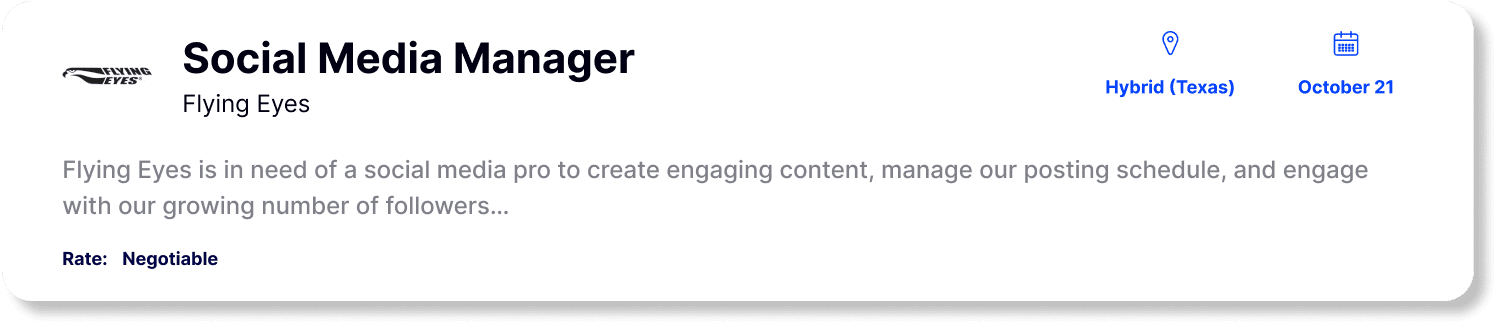 FLYING
EYES
Social Media Manager
Flying Eyes
Hybrid (Texas)
October 21
Flying Eyes is in need of a social media pro to create engaging content, manage our posting schedule, and engage
with our growing number of followers...
Rate: Negotiable